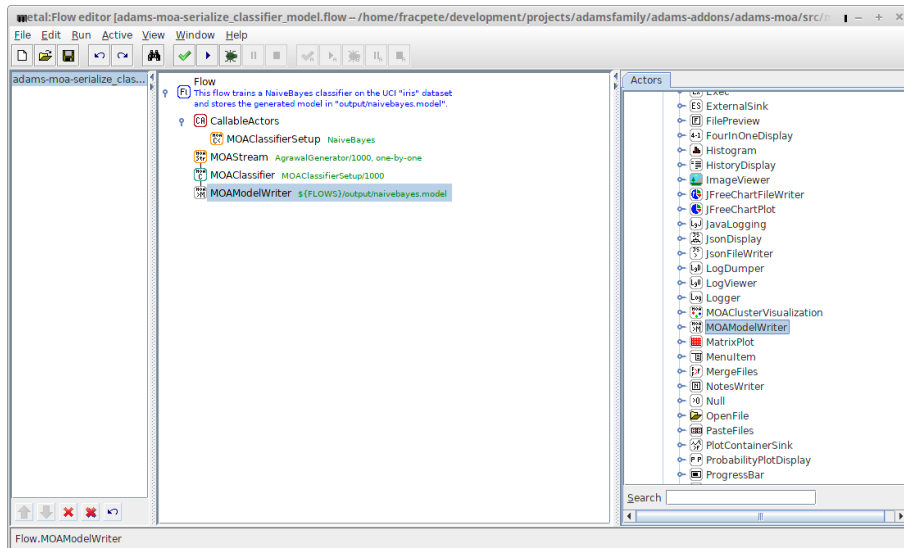 etal:Flow editor [adams-moa-serialize_classifier_model.flow -- /home/fracpete/development/projects/adamsfamily/adams-addons/adams-moa/src/
File Edit Run Active View Window Help
adams-moa-serialize_clas...
Flow
This flow trains a NaiveBayes classifier on the UCI "iris" dataset
and stores the generated model in "output/naivebayes.model".
CallableActors
MOAClassifierSetup NaiveBayes
MOAStream AgrawalGenerator/1000, one-by-one
MOAClassifier MOAClassifierSetup/1000
MOAModelWriter ${FLOWS}/output/naivebayes.model
Actors
Exec
ExternalSink
FilePreview
FourInOneDisplay
Histogram
HistoryDisplay
ImageViewer
JFreeChartFileWriter
JFreeChartPlot
JavaLogging
JsonDisplay
JsonFileWriter
LogDumper
LogViewer
Logger
MOAClusterVisualization
MOAModelWriter
MatrixPlot
MenuItem
MergeFiles
NotesWriter
Null
OpenFile
PasteFiles
PlotContainerSink
ProbabilityPlotDisplay
ProgressBar
Search
Flow.MOAModelWriter